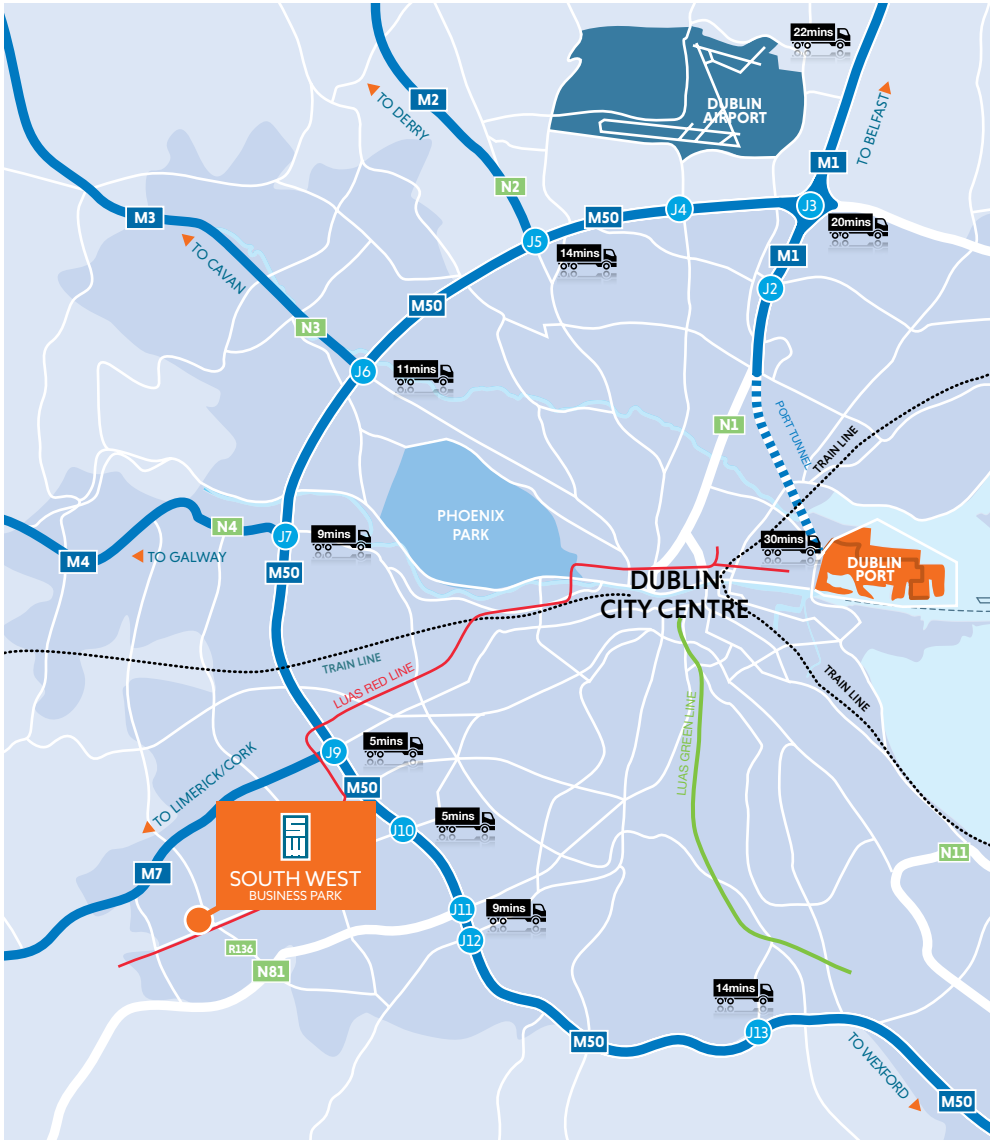 22mins
M2
TO DERRY
DUBLIN
AIRPORT
TO BELFAST
M1
N2
M3
M50
J4
J3
20mins
J5
14mins
M1
TO CAVAN
J2
M50
N3
J6
11mins
N1
PORT TUNNEL
TRAIN LINE
PHOENIX
PARK
N4
J7
9mins
30mins
M4
TO GALWAY
M50
DUBLIN
PORT
DUBLIN
CITY CENTRE
TRAIN LINE
LUAS RED LINE
TRAIN LINE
LUAS GREEN LINE
J9
5mins
TO LIMERICK/CORK
M50
5mins
J10
SW
SOUTH WEST
BUSINESS PARK
M7
N11
J11
9mins
J12
R136
N81
14mins
J13
M50
TO WEXFORD
M50